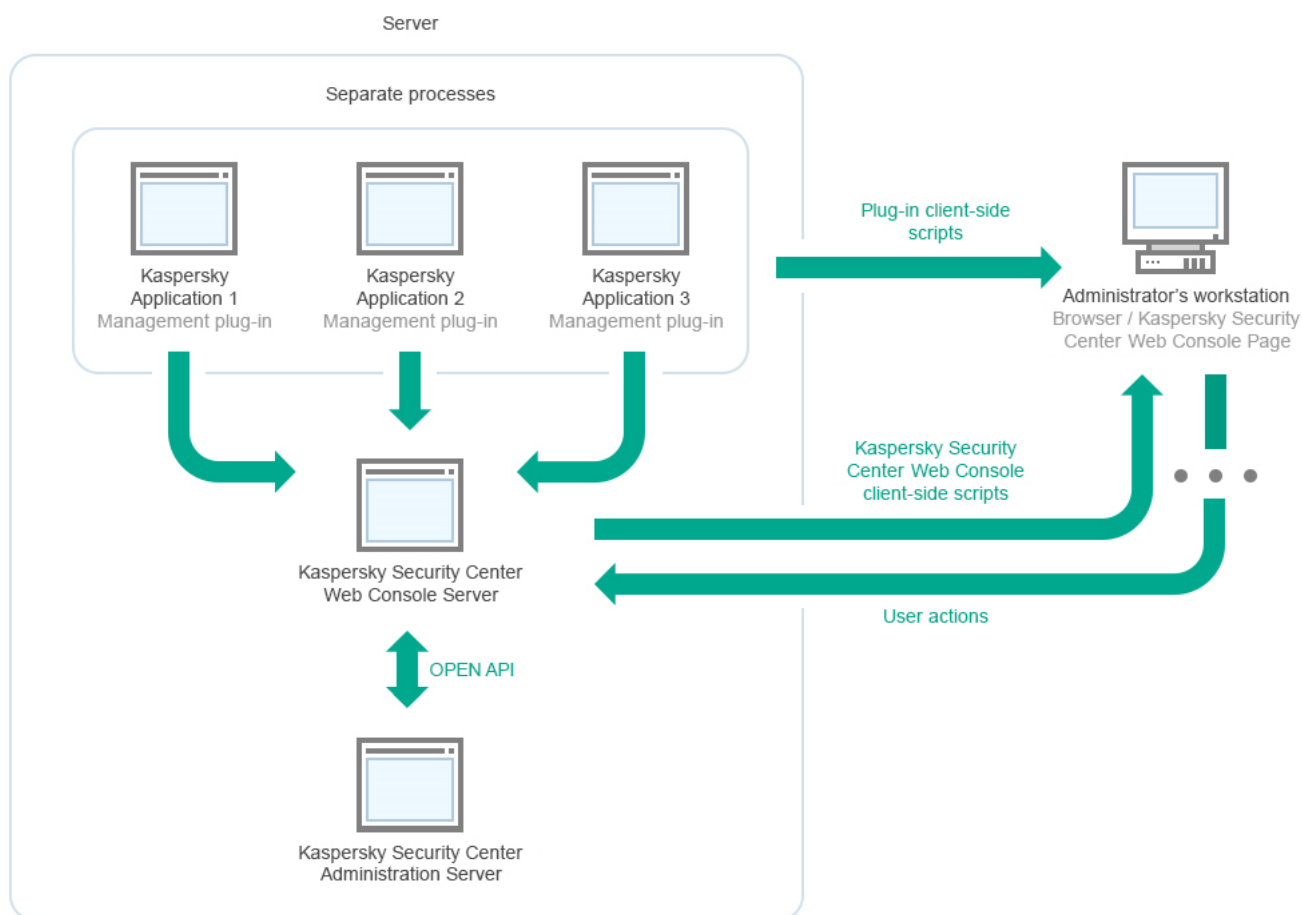 Server
Separate processes
Kaspersky
Application 1
Management plug-in
Kaspersky
Application 2
Management plug-in
Kaspersky
Application 3
Management plug-in
Plug-in client-side
scripts
Administrator's workstation
Browser / Kaspersky Security
Center Web Console Page
Kaspersky Security
Center Web Console
client-side scripts
Kaspersky Security Center
Web Console Server
User actions
OPEN API
Kaspersky Security Center
Administration Server